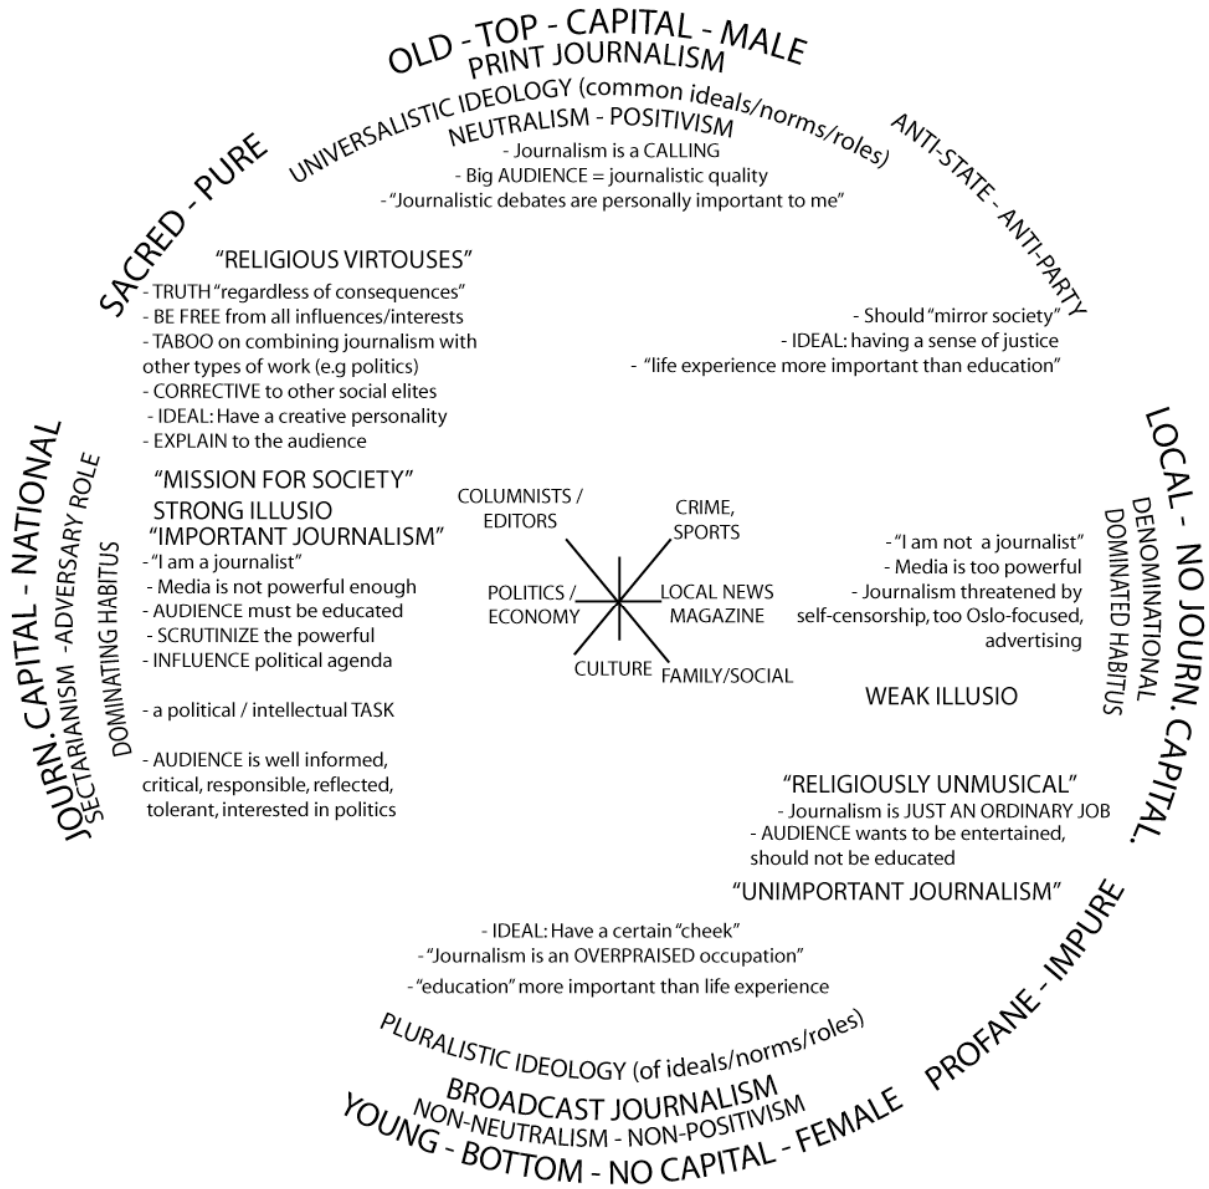 OLD - TOP - CAPITAL - MALE
PRINT JOURNALISM
UNIVERSALISTIC IDEOLOGY (common ideals/norms/roles)
NEUTRALISM - POSITIVISM
- Journalism is a CALLING
- Big AUDIENCE = journalistic quality
- “Journalistic debates are personally important to me”
ANTI-STATE - ANTI-PARTY
SACRED - PURE
“RELIGIOUS VIRTOUSES”
- TRUTH “regardless of consequences”
- BE FREE from all influences/interests
- TABOO on combining journalism with
other types of work (e.g politics)
- CORRECTIVE to other social elites
- IDEAL: Have a creative personality
- EXPLAIN to the audience
- Should “mirror society”
- IDEAL: having a sense of justice
- “life experience more important than education”
JOURN. CAPITAL - NATIONAL
SECTARIANISM -ADVERSARY ROLE
DOMINATING HABITUS
“MISSION FOR SOCIETY”
STRONG ILLUSIO
“IMPORTANT JOURNALISM”
- “I am a journalist”
- Media is not powerful enough
- AUDIENCE must be educated
- SCRUTINIZE the powerful
- INFLUENCE political agenda
- a political / intellectual TASK
- AUDIENCE is well informed,
critical, responsible, reflected,
tolerant, interested in politics
COLUMNISTS /
EDITORS
CRIME,
SPORTS
POLITICS /
ECONOMY
LOCAL NEWS
MAGAZINE
CULTURE
FAMILY/SOCIAL
- “I am not a journalist”
- Media is too powerful
- Journalism threatened by
self-censorship, too Oslo-focused,
advertising
WEAK ILLUSIO
LOCAL - NO JOURN. CAPITAL.
DENOMINATIONAL
DOMINATED HABITUS
“RELIGIOUSLY UNMUSICAL”
- Journalism is JUST AN ORDINARY JOB
- AUDIENCE wants to be entertained,
should not be educated
“UNIMPORTANT JOURNALISM”
PROFANE - IMPURE
- IDEAL: Have a certain “cheek”
- “Journalism is an OVERPRAISED occupation”
- “education” more important than life experience
PLURALISTIC IDEOLOGY (of ideals/norms/roles)
BROADCAST JOURNALISM
NON-NEUTRALISM - NON-POSITIVISM
YOUNG - BOTTOM - NO CAPITAL - FEMALE